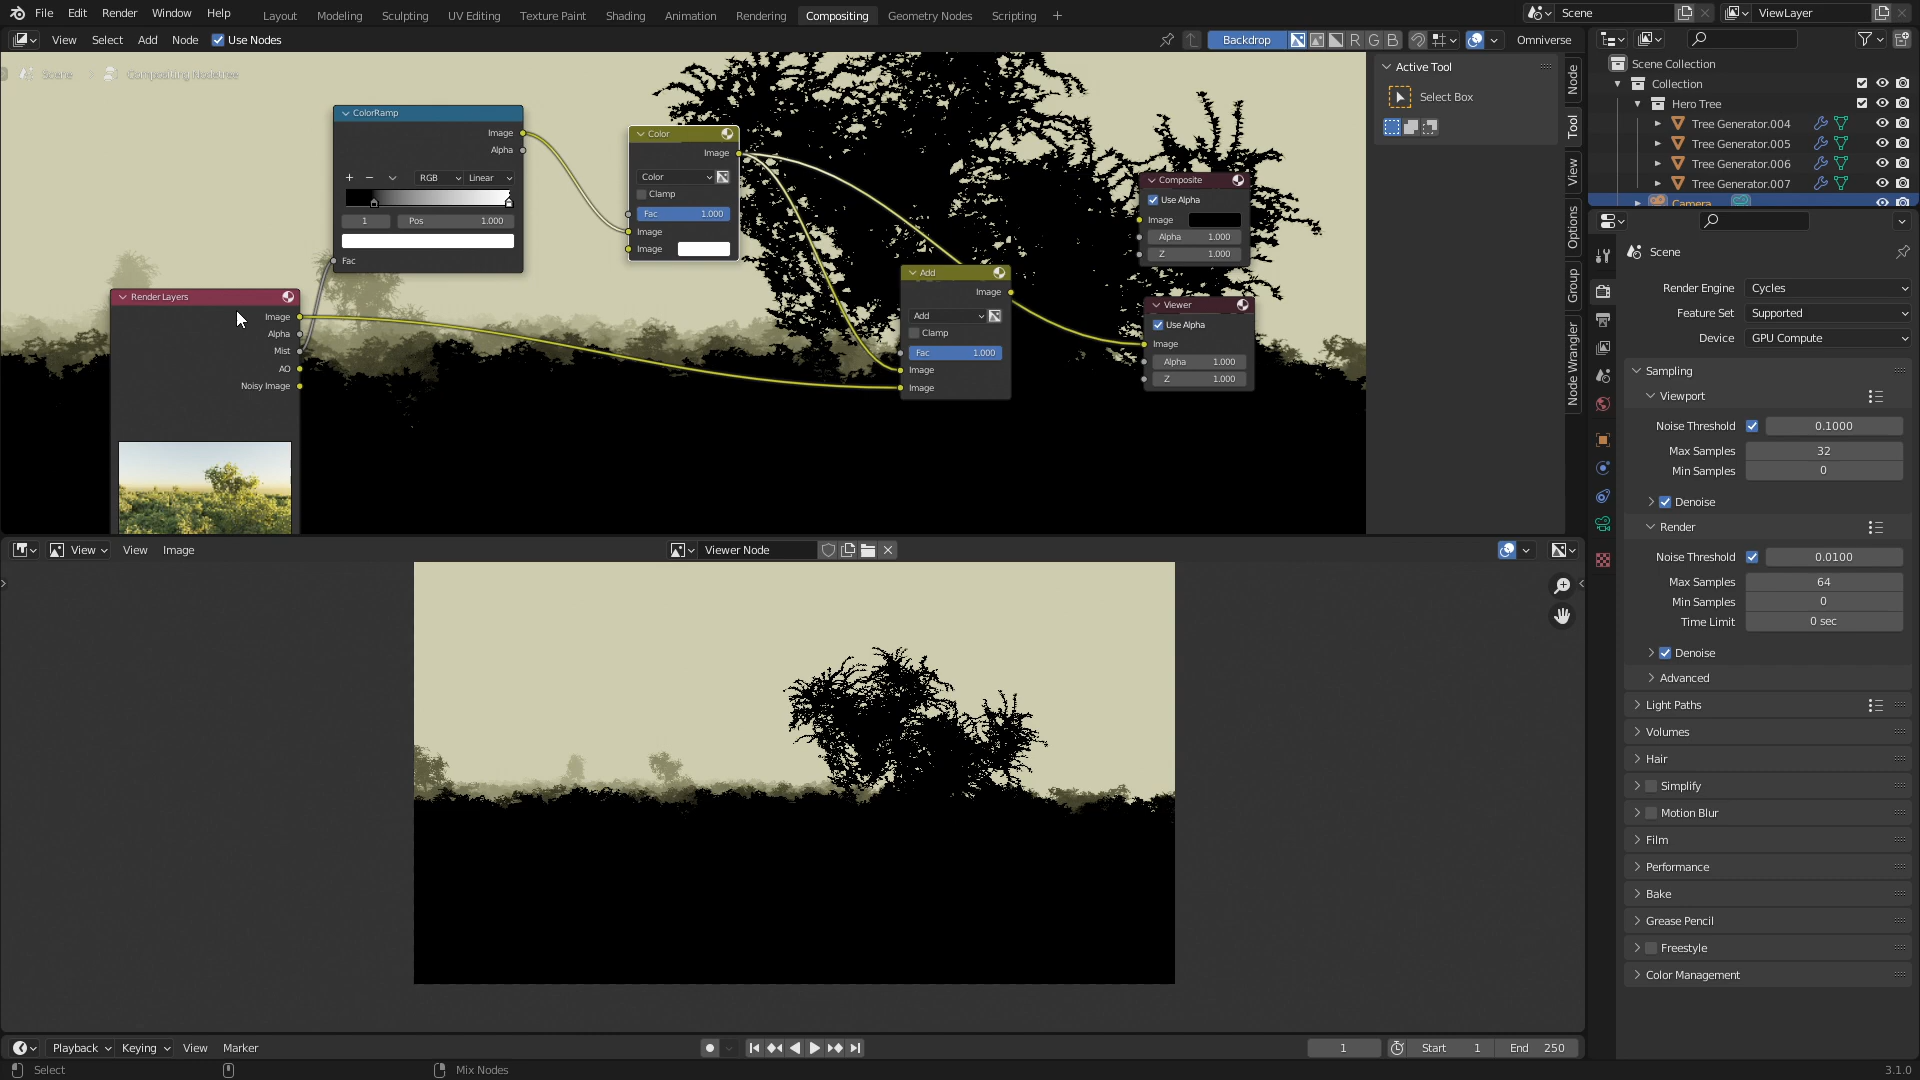 File Edit Render Window Help Layout Modeling Sculpting UV Editing Texture Paint Shading Animation Rendering Compositing Geometry Nodes Scripting + Scene ViewLayer
View Select Add Node Use Nodes Backdrop R G B Omniverse
Scene > Compositing Nodetree
Active Tool
Select Box
Node
Tool
View
Options
Group
Node Wrangler
Scene Collection
Collection
Hero Tree
Tree Generator.004
Tree Generator.005
Tree Generator.006
Tree Generator.007
Camera
ColorRamp
Image
Alpha
+ − RGB Linear
1 Pos 1.000
Fac
Color
Image
Color
Clamp
Fac 1.000
Image
Image
Render Layers
Image
Alpha
Mist
AO
Noisy Image
Add
Image
Add
Clamp
Fac 1.000
Image
Image
Composite
Use Alpha
Image
Alpha 1.000
Z 1.000
Viewer
Use Alpha
Image
Alpha 1.000
Z 1.000
View View Image Viewer Node
Scene
Render Engine Cycles
Feature Set Supported
Device GPU Compute
Sampling
Viewport
Noise Threshold 0.1000
Max Samples 32
Min Samples 0
Denoise
Render
Noise Threshold 0.0100
Max Samples 64
Min Samples 0
Time Limit 0 sec
Denoise
Advanced
Light Paths
Volumes
Hair
Simplify
Motion Blur
Film
Performance
Bake
Grease Pencil
Freestyle
Color Management
Playback Keying View Marker 1 Start 1 End 250
Select Mix Nodes 3.1.0